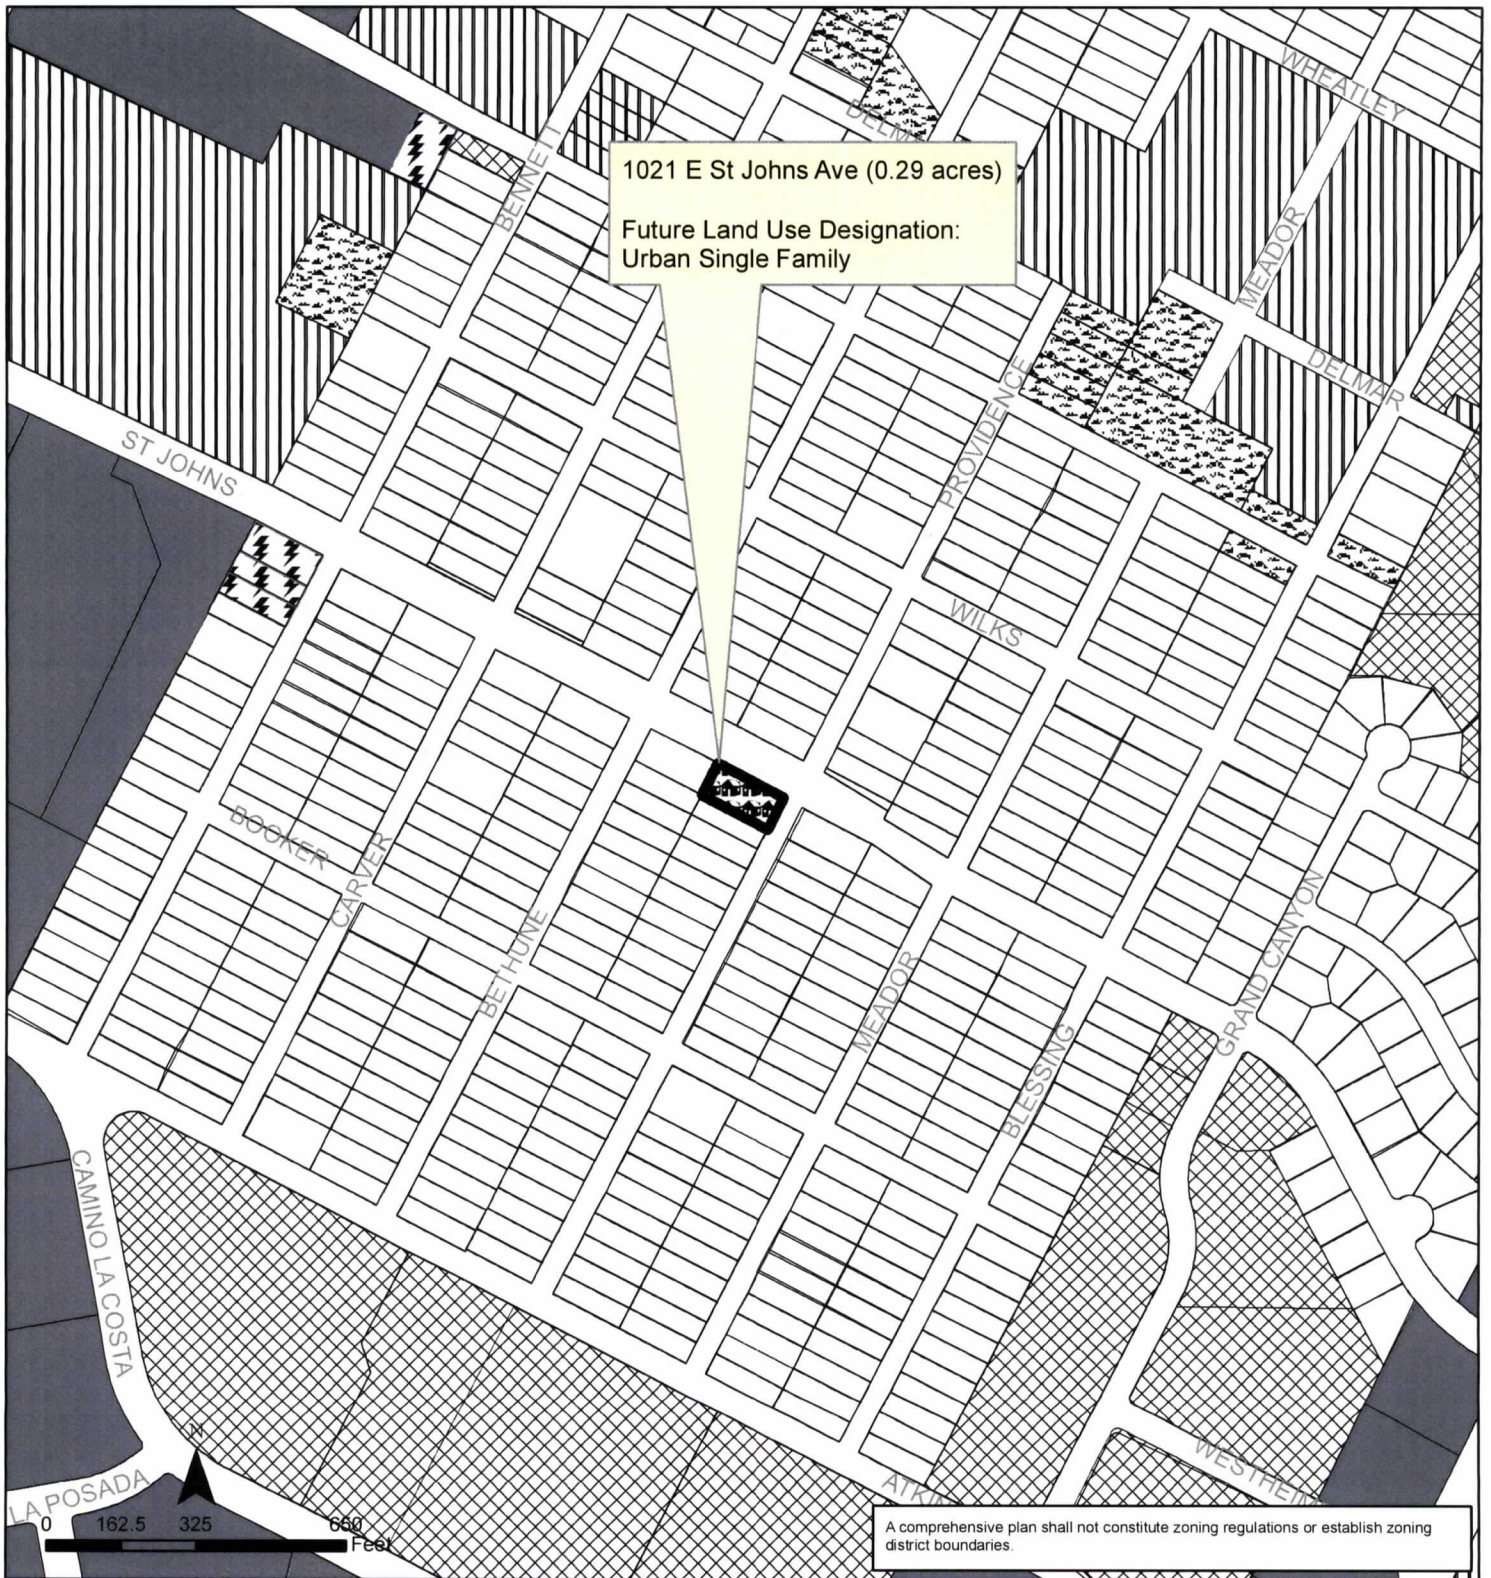 WHEATLEY
1021 E St Johns Ave (0.29 acres)
Future Land Use Designation:
Urban Single Family
MEADOR
DELMAR
PROVIDENCE
ST JOHNS
WILKS
BOOKER
CARVER
BETHUNE
MEADOR
BLESSING
GRAND CANYON
CAMINO LA COSTA
N
LA POSADA
0 162.5 325 650
Feet
A comprehensive plan shall not constitute zoning regulations or establish zoning
district boundaries.